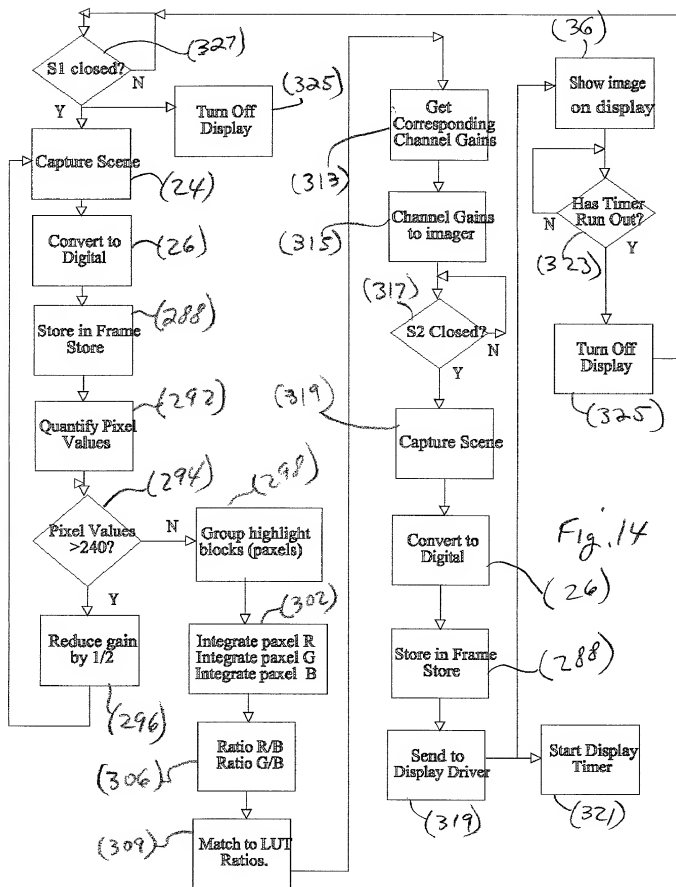 (327)
S1 closed?
N
Y
(325)
Turn Off
Display
Capture Scene
(24)
Convert to
Digital
(26)
Store in Frame
Store
(288)
(292)
Quantify Pixel
Values
(294)
Pixel Values
>240?
N
Y
Reduce gain
by 1/2
(296)
(298)
Group highlight
blocks (paxels)
(302)
Integrate paxel R
Integrate paxel G
Integrate paxel B
Ratio R/B
Ratio G/B
(306)
(309)
Match to LUT
Ratios.
Get
Corresponding
Channel Gains
(313)
Channel Gains
to imager
(315)
(317)
S2 Closed?
N
Y
(319)
Capture Scene
Convert to
Digital
(26)
Store in Frame
Store
(288)
Send to
Display Driver
(319)
Start Display
Timer
(321)
(36)
Show image
on display
Has Timer
Run Out?
N
Y
(323)
Turn Off
Display
(325)
Fig. 14